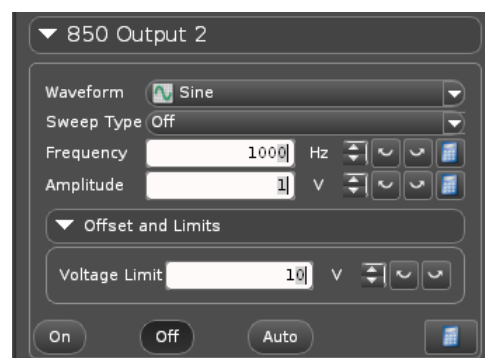 850 Output 2
Waveform Sine
Sweep Type Off
Frequency 1000 Hz
Amplitude 1 V
Offset and Limits
Voltage Limit 10 V
On Off Auto